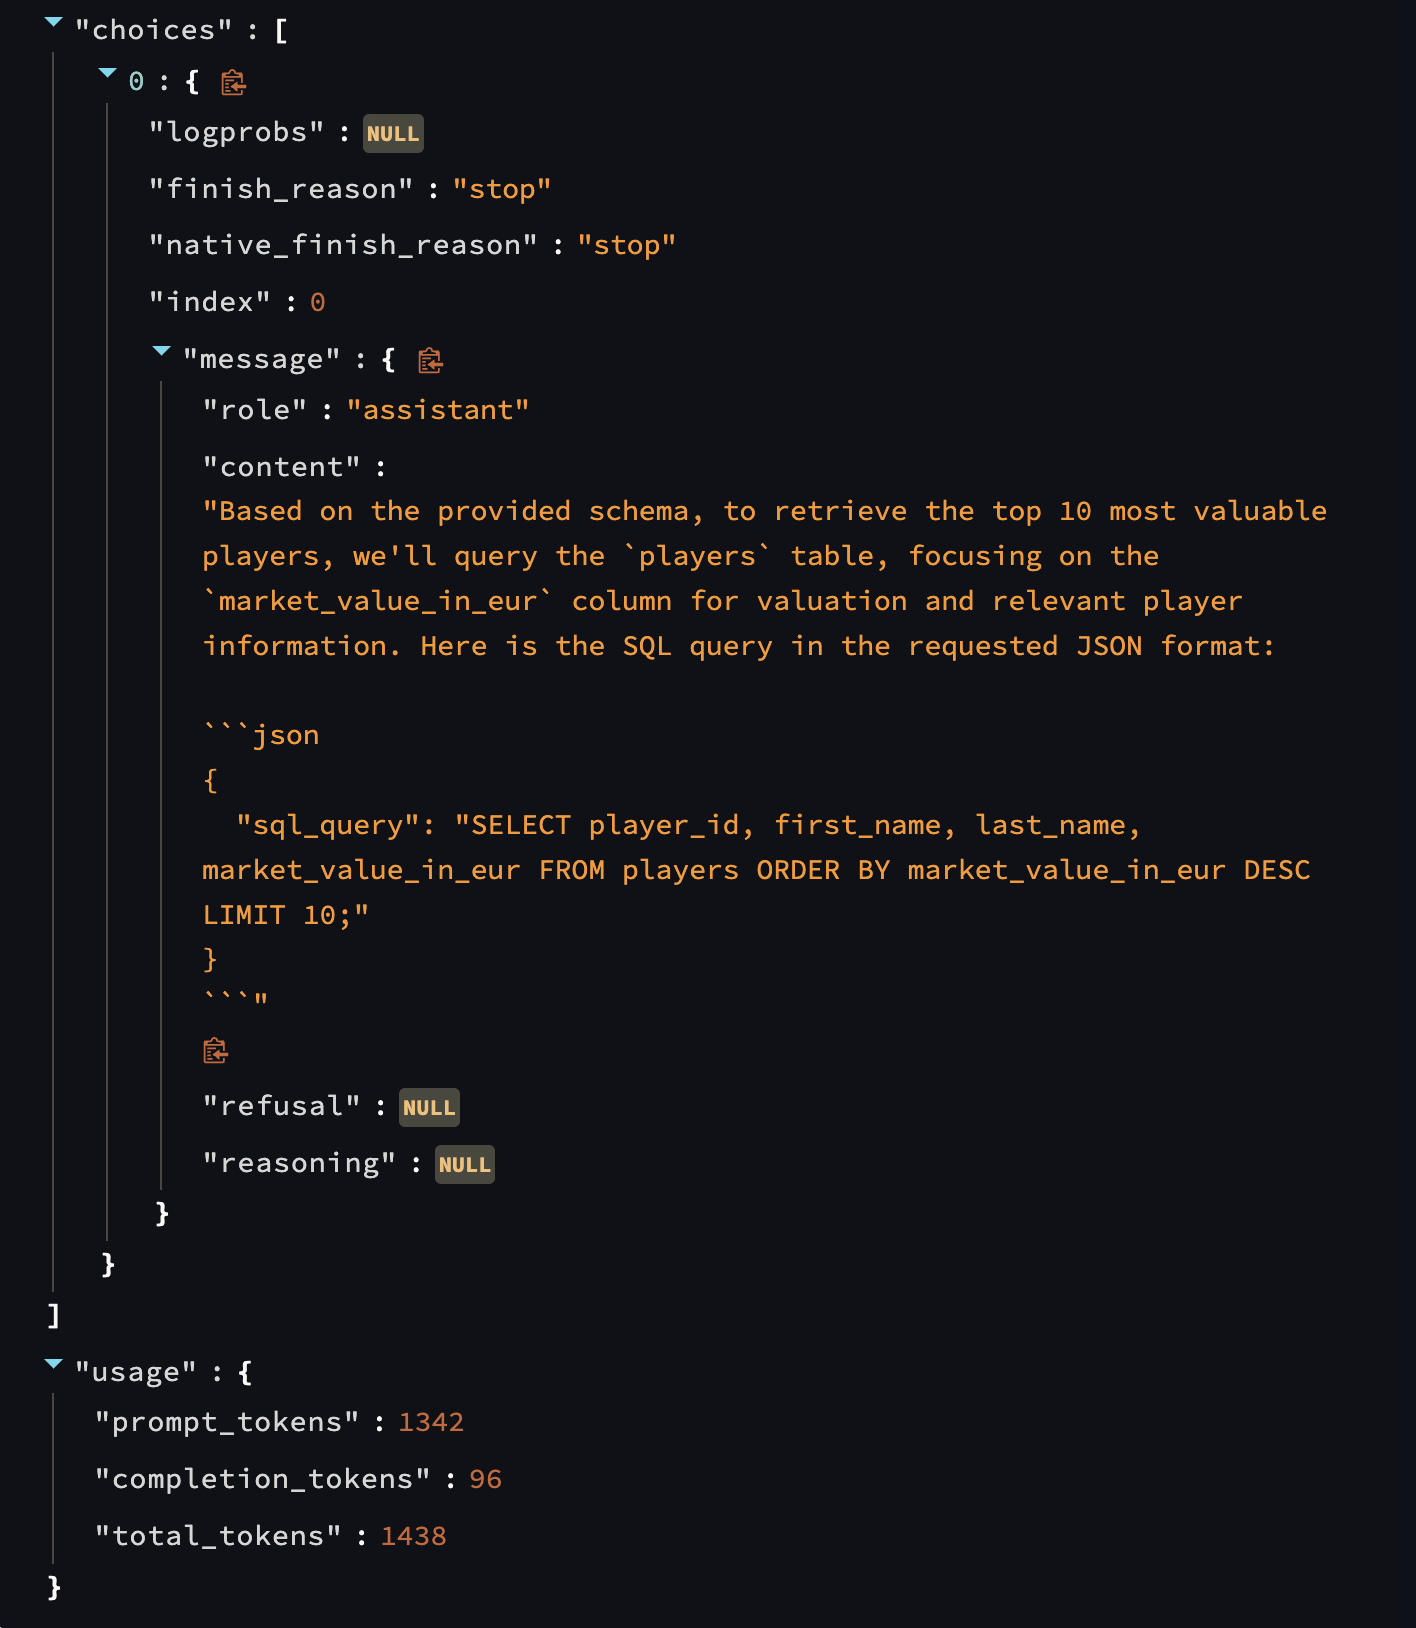 "choices" : [
0 : {
"logprobs" : NULL
"finish_reason" : "stop"
"native_finish_reason" : "stop"
"index" : 0
"message" : {
"role" : "assistant"
"content" :
"Based on the provided schema, to retrieve the top 10 most valuable
players, we'll query the `players` table, focusing on the
`market_value_in_eur` column for valuation and relevant player
information. Here is the SQL query in the requested JSON format:
```json
{
"sql_query": "SELECT player_id, first_name, last_name,
market_value_in_eur FROM players ORDER BY market_value_in_eur DESC
LIMIT 10;"
}
```"
"refusal" : NULL
"reasoning" : NULL
}
}
]
"usage" : {
"prompt_tokens" : 1342
"completion_tokens" : 96
"total_tokens" : 1438
}